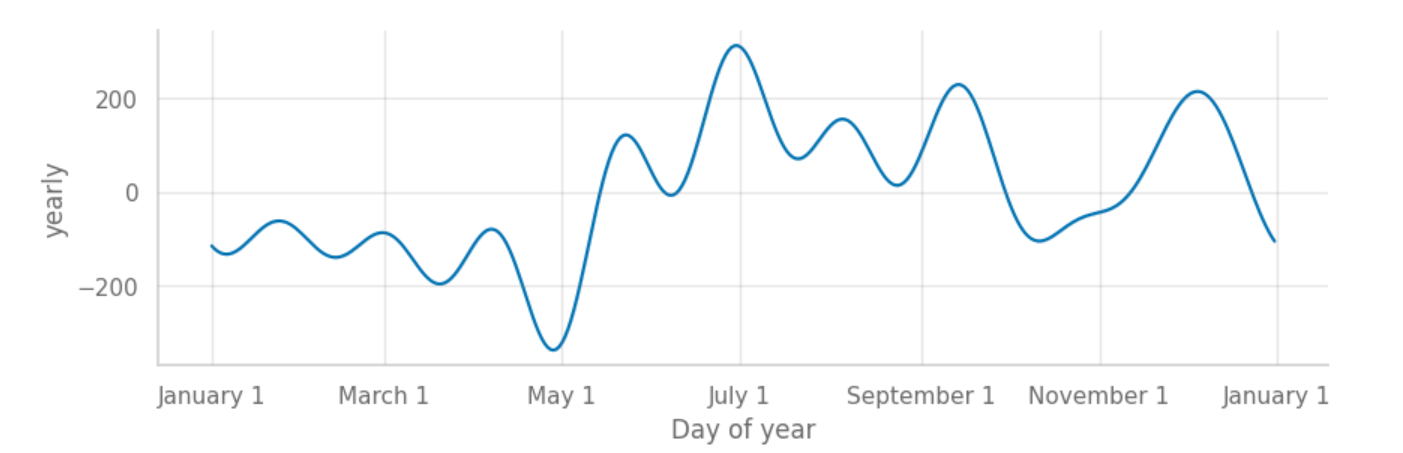 200
0
−200
yearly
January 1 March 1 May 1 July 1 September 1 November 1 January 1
Day of year